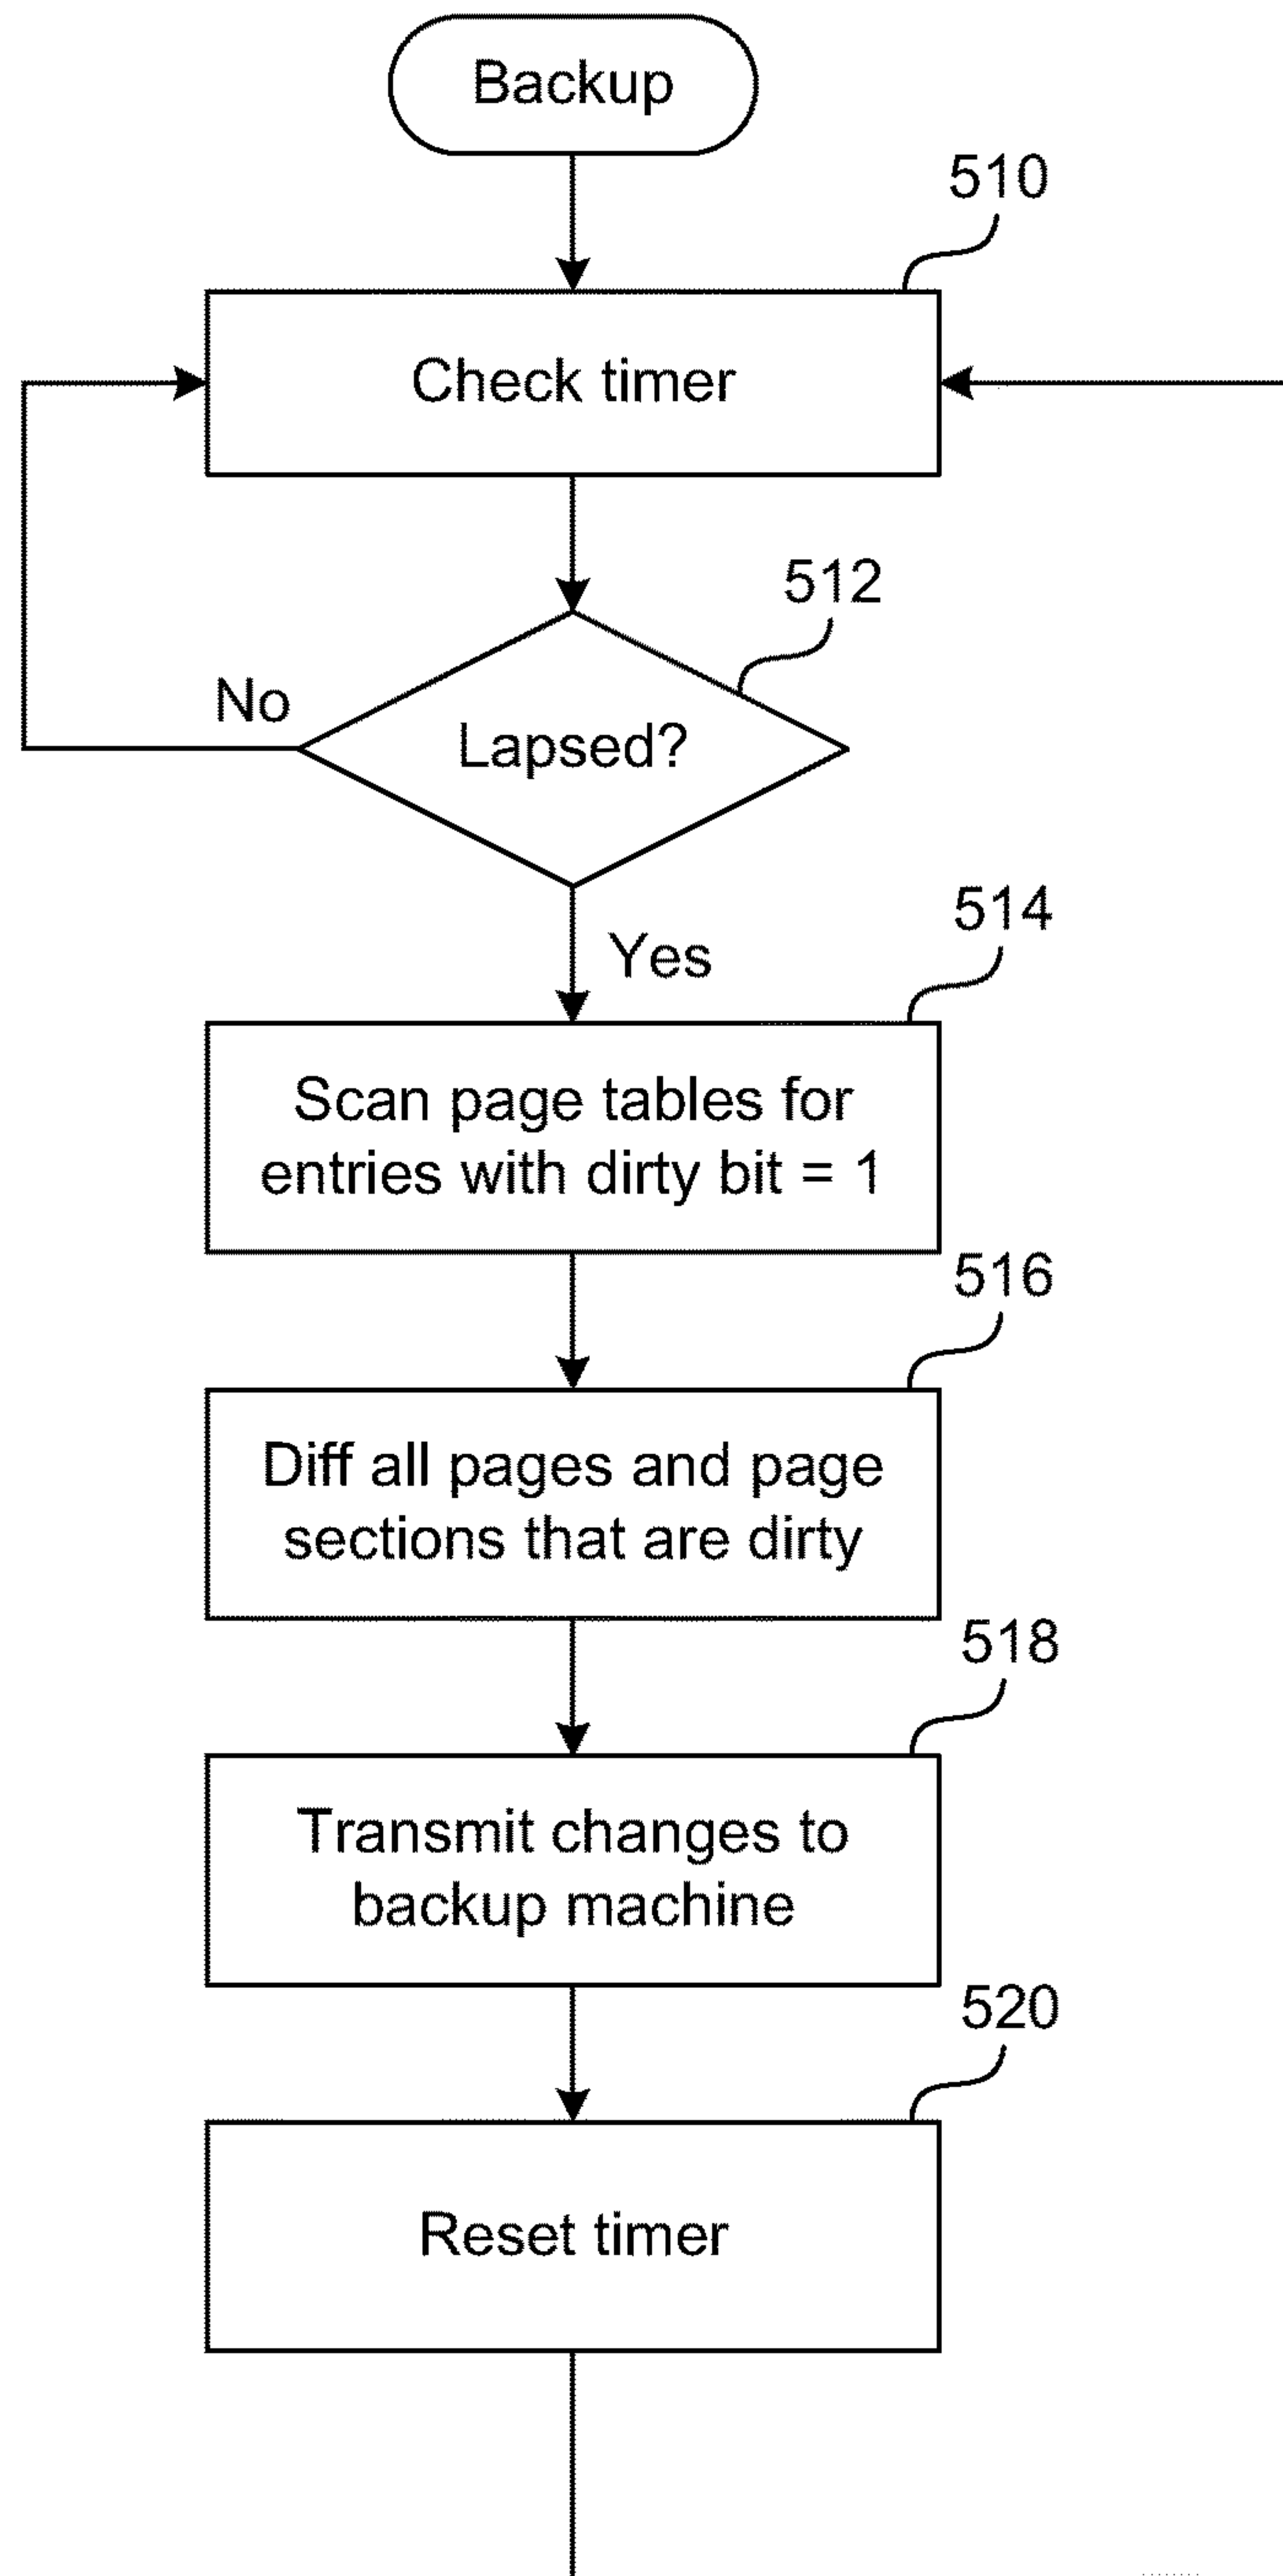 Backup
510
Check timer
512
Lapsed?
No
Yes
514
Scan page tables for
entries with dirty bit = 1
516
Diff all pages and page
sections that are dirty
518
Transmit changes to
backup machine
520
Reset timer